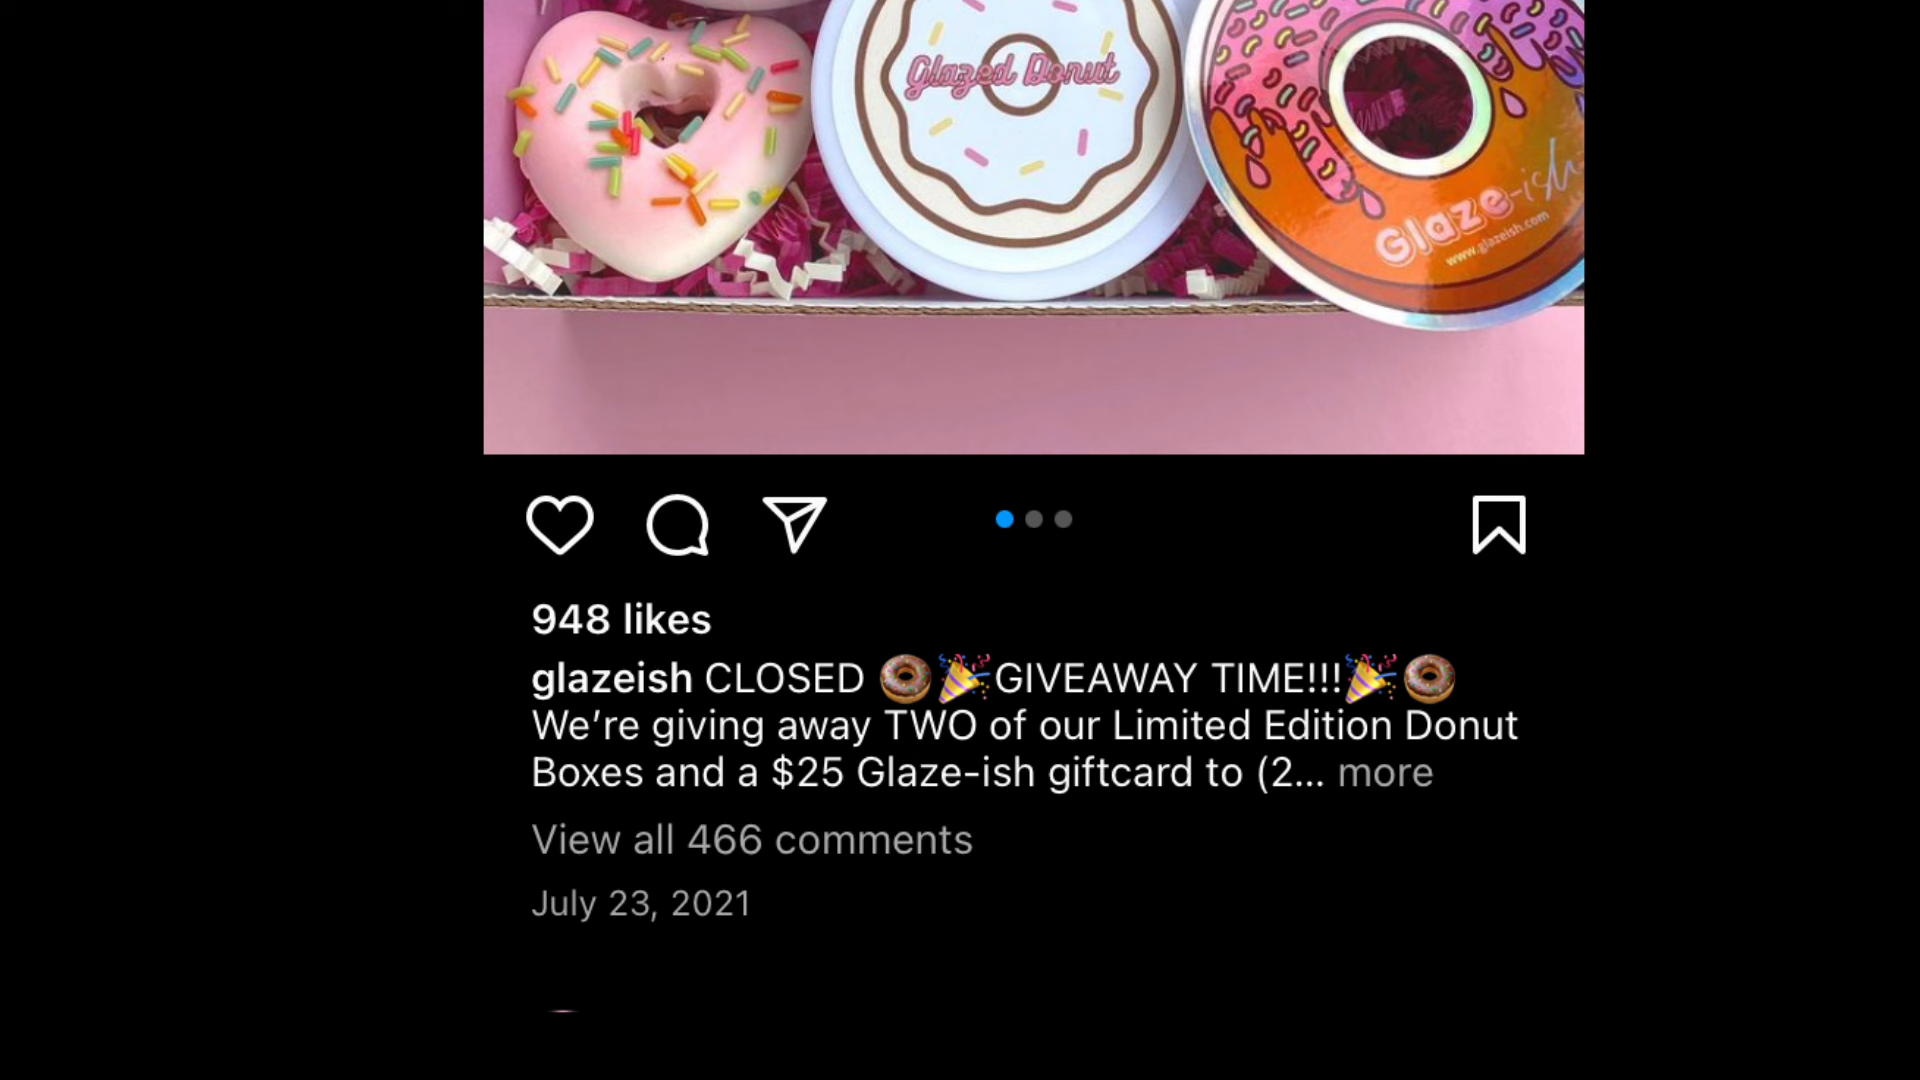 Glazed Donut
Glaze-ish
www.glazeish.com
948 likes
glazeish CLOSED 🍩🎉GIVEAWAY TIME!!!🎉🍩
We’re giving away TWO of our Limited Edition Donut
Boxes and a $25 Glaze-ish giftcard to (2... more
View all 466 comments
July 23, 2021